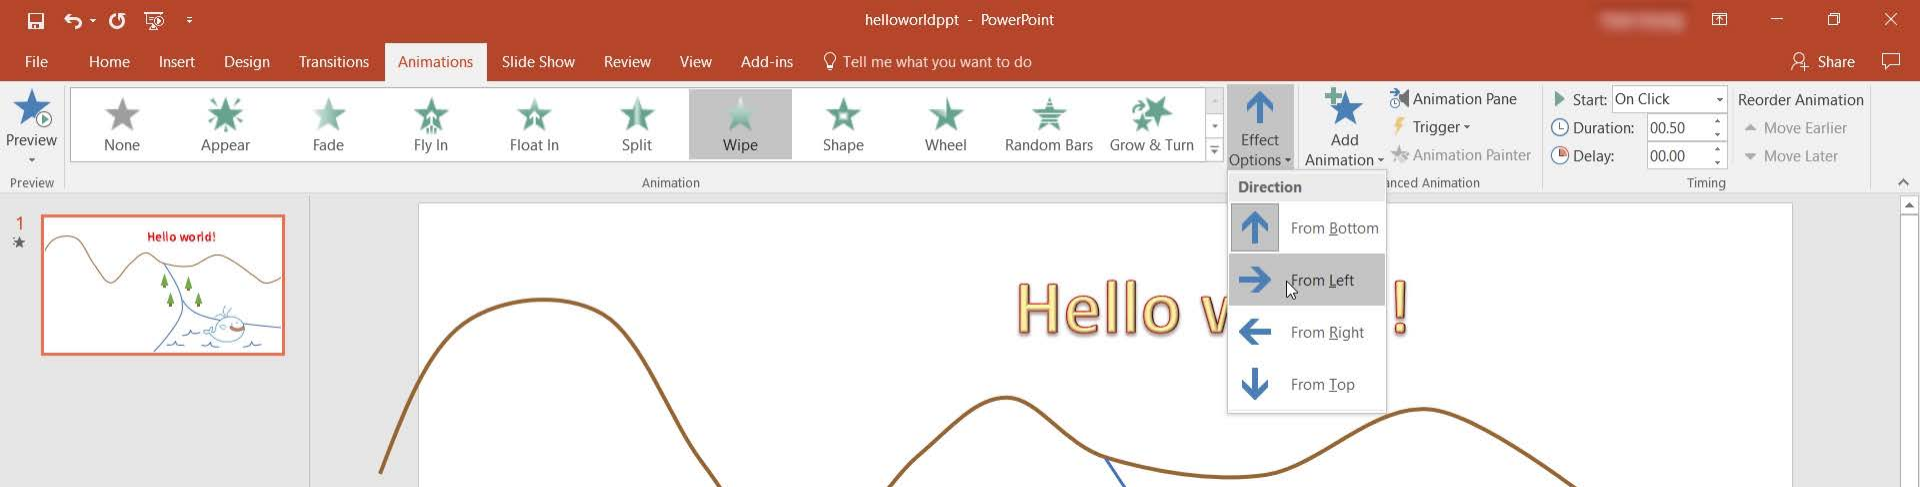 helloworldppt - PowerPoint
File Home Insert Design Transitions Animations Slide Show Review View Add-ins Tell me what you want to do Share
Preview
None Appear Fade Fly In Float In Split Wipe Shape Wheel Random Bars Grow & Turn
Effect
Options
Add
Animation
Animation Pane
Trigger
Animation Painter
Start: On Click
Duration: 00.50
Delay: 00.00
Reorder Animation
Move Earlier
Move Later
Preview Animation anced Animation Timing
Direction
From Bottom
From Left
From Right
From Top
1
Hello world!
Hello w !